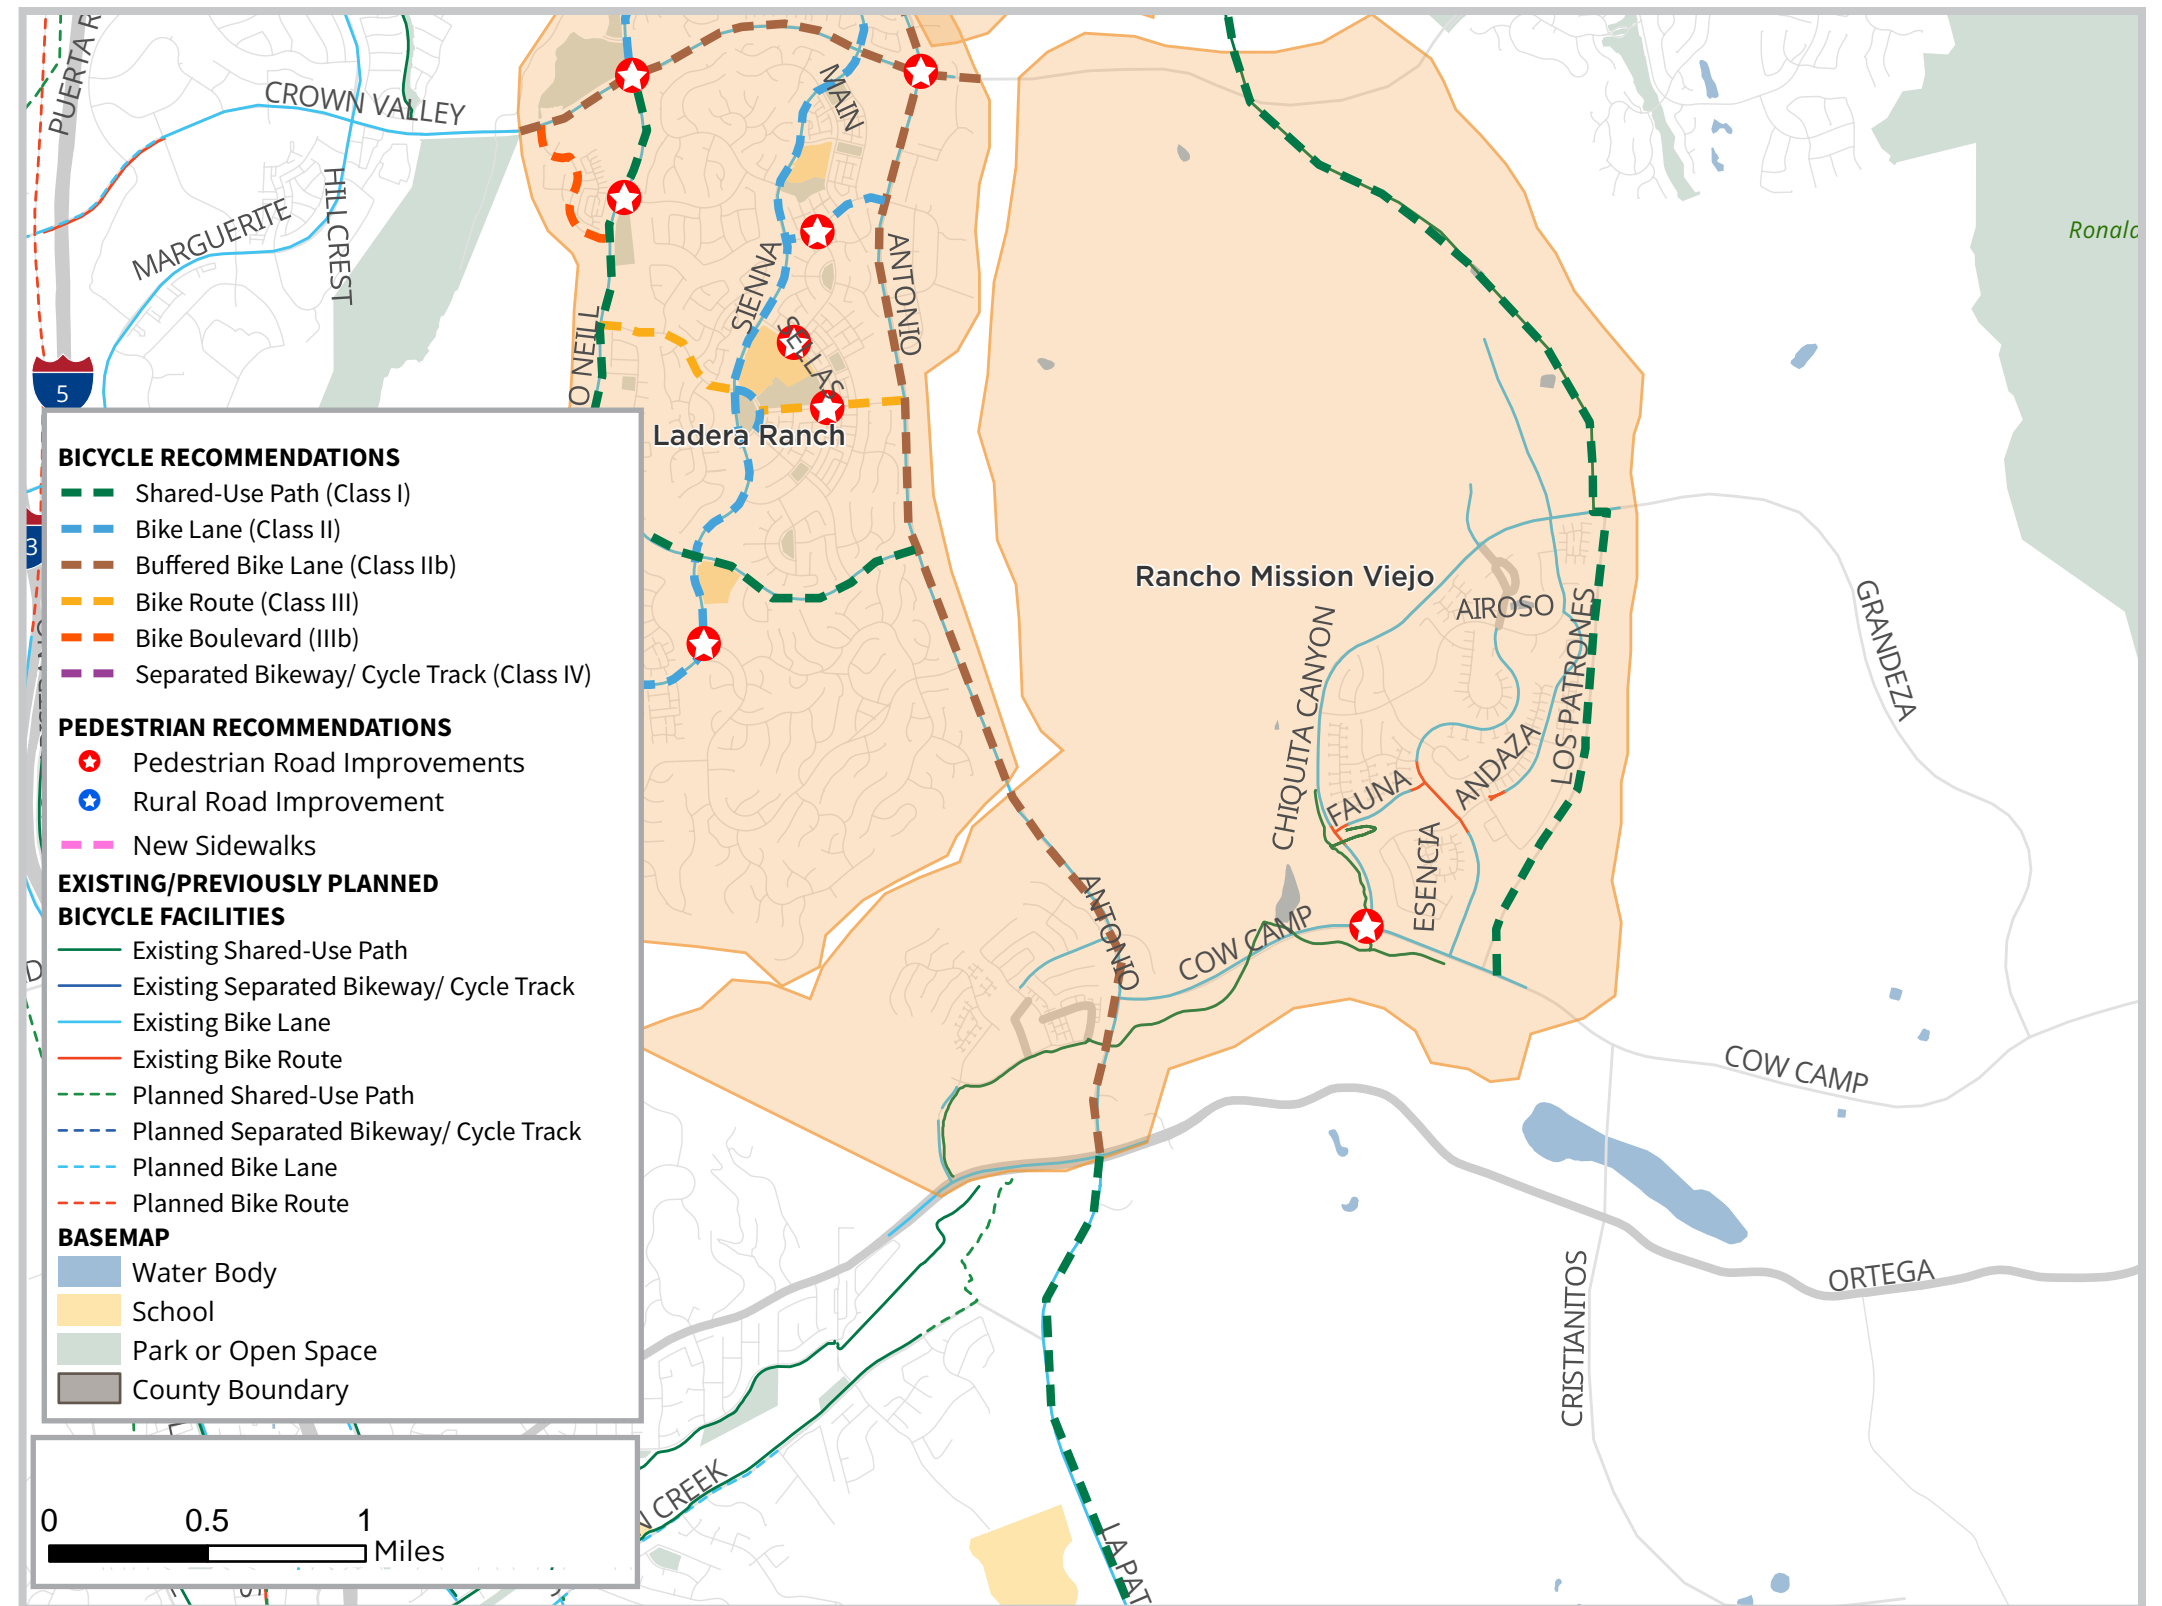 PUERTA R
CROWN VALLEY
MAIN
MARGUERITE
HILLCREST
Ronald
SIENNA
ANTONIO
SELLAS
O NEILL
5
Ladera Ranch
3
Rancho Mission Viejo
AIROSO
LOS PATRONES
GRANDEZA
CHIQUITA CANYON
ANDAZA
FAUNA
ESENCIA
ANTONIO
COW CAMP
COW CAMP
ORTEGA
CRISTIANITOS
N CREEK
LA PAT
BICYCLE RECOMMENDATIONS
Shared-Use Path (Class I)
Bike Lane (Class II)
Buffered Bike Lane (Class IIb)
Bike Route (Class III)
Bike Boulevard (IIIb)
Separated Bikeway/ Cycle Track (Class IV)
PEDESTRIAN RECOMMENDATIONS
Pedestrian Road Improvements
Rural Road Improvement
New Sidewalks
EXISTING/PREVIOUSLY PLANNED
BICYCLE FACILITIES
Existing Shared-Use Path
Existing Separated Bikeway/ Cycle Track
Existing Bike Lane
Existing Bike Route
Planned Shared-Use Path
Planned Separated Bikeway/ Cycle Track
Planned Bike Lane
Planned Bike Route
BASEMAP
Water Body
School
Park or Open Space
County Boundary
0 0.5 1
Miles